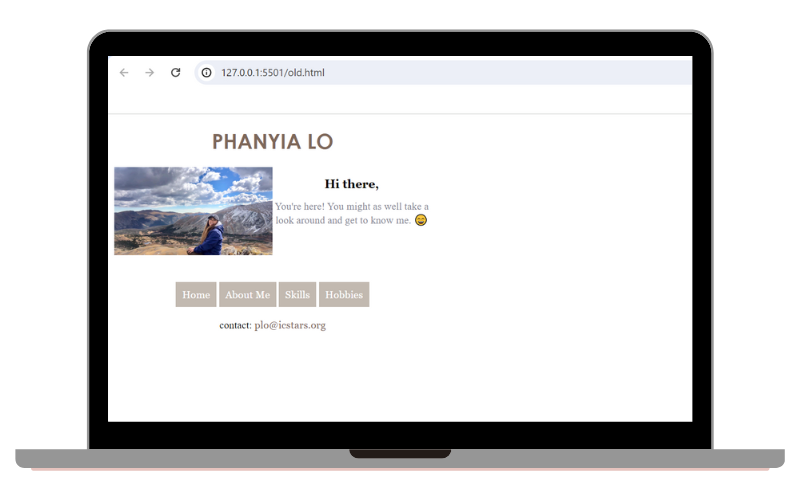 127.0.0.1:5501/old.html
PHANYIA LO
Hi there,
You're here! You might as well take a
look around and get to know me. 😄
Home About Me Skills Hobbies
contact: plo@icstars.org